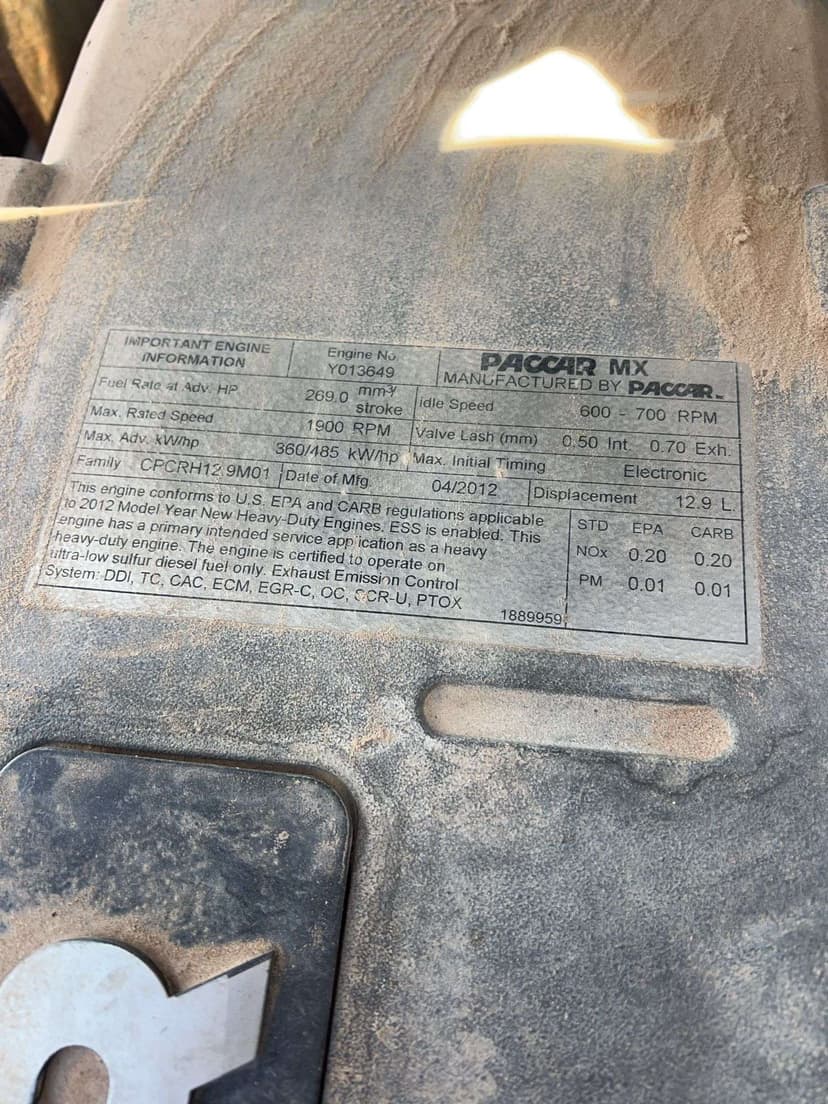 IMPORTANT ENGINE
INFORMATION
Engine No
Y013649
PACCAR MX
MANUFACTURED BY PACCAR
Fuel Rate at Adv. HP 269.0 mm³/
stroke
Idle Speed 600 - 700 RPM
Max. Rated Speed 1900 RPM
Valve Lash (mm) 0.50 Int. 0.70 Exh.
Max. Adv. kW/hp 360/485 kW/hp
Max. Initial Timing Electronic
Family CPCRH12.9M01
Date of Mfg. 04/2012
Displacement 12.9 L
This engine conforms to U.S. EPA and CARB regulations applicable
to 2012 Model Year New Heavy-Duty Engines. ESS is enabled. This
engine has a primary intended service application as a heavy
heavy-duty engine. The engine is certified to operate on
ultra-low sulfur diesel fuel only. Exhaust Emission Control
System: DDI, TC, CAC, ECM, EGR-C, OC, SCR-U, PTOX
1889959
STD EPA CARB
NOx 0.20 0.20
PM 0.01 0.01